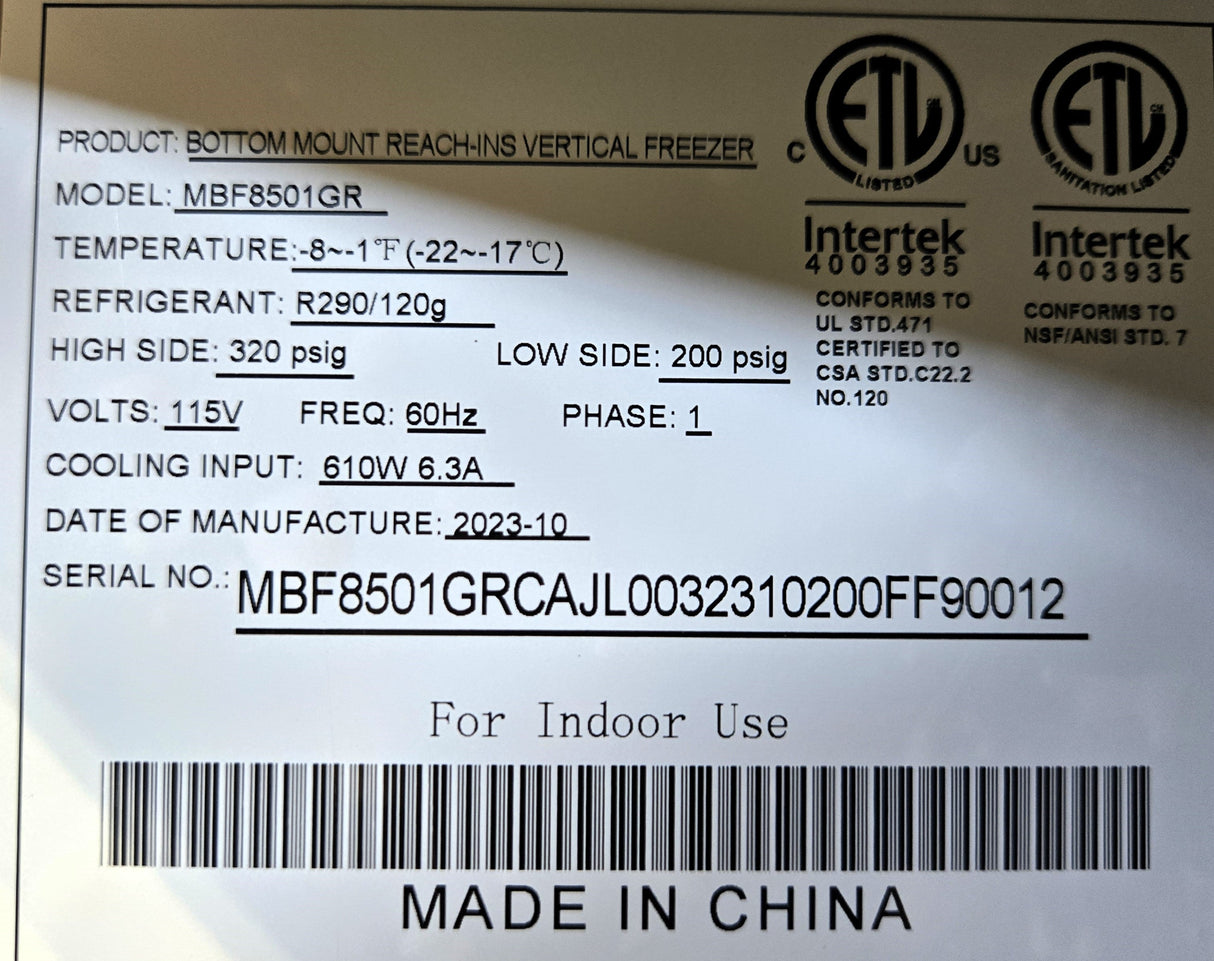 PRODUCT: BOTTOM MOUNT REACH-INS VERTICAL FREEZER
MODEL: MBF8501GR
TEMPERATURE:-8~-1℉(-22~-17℃)
REFRIGERANT: R290/120g
HIGH SIDE: 320 psig LOW SIDE: 200 psig
VOLTS: 115V FREQ: 60Hz PHASE: 1
COOLING INPUT: 610W 6.3A
DATE OF MANUFACTURE: 2023-10
SERIAL NO.: MBF8501GRCAJL0032310200FF90012
C ETL US
LISTED
Intertek
4003935
CONFORMS TO
UL STD.471
CERTIFIED TO
CSA STD.C22.2
NO.120
ETL
SANITATION LISTED
Intertek
4003935
CONFORMS TO
NSF/ANSI STD. 7
For Indoor Use
MADE IN CHINA